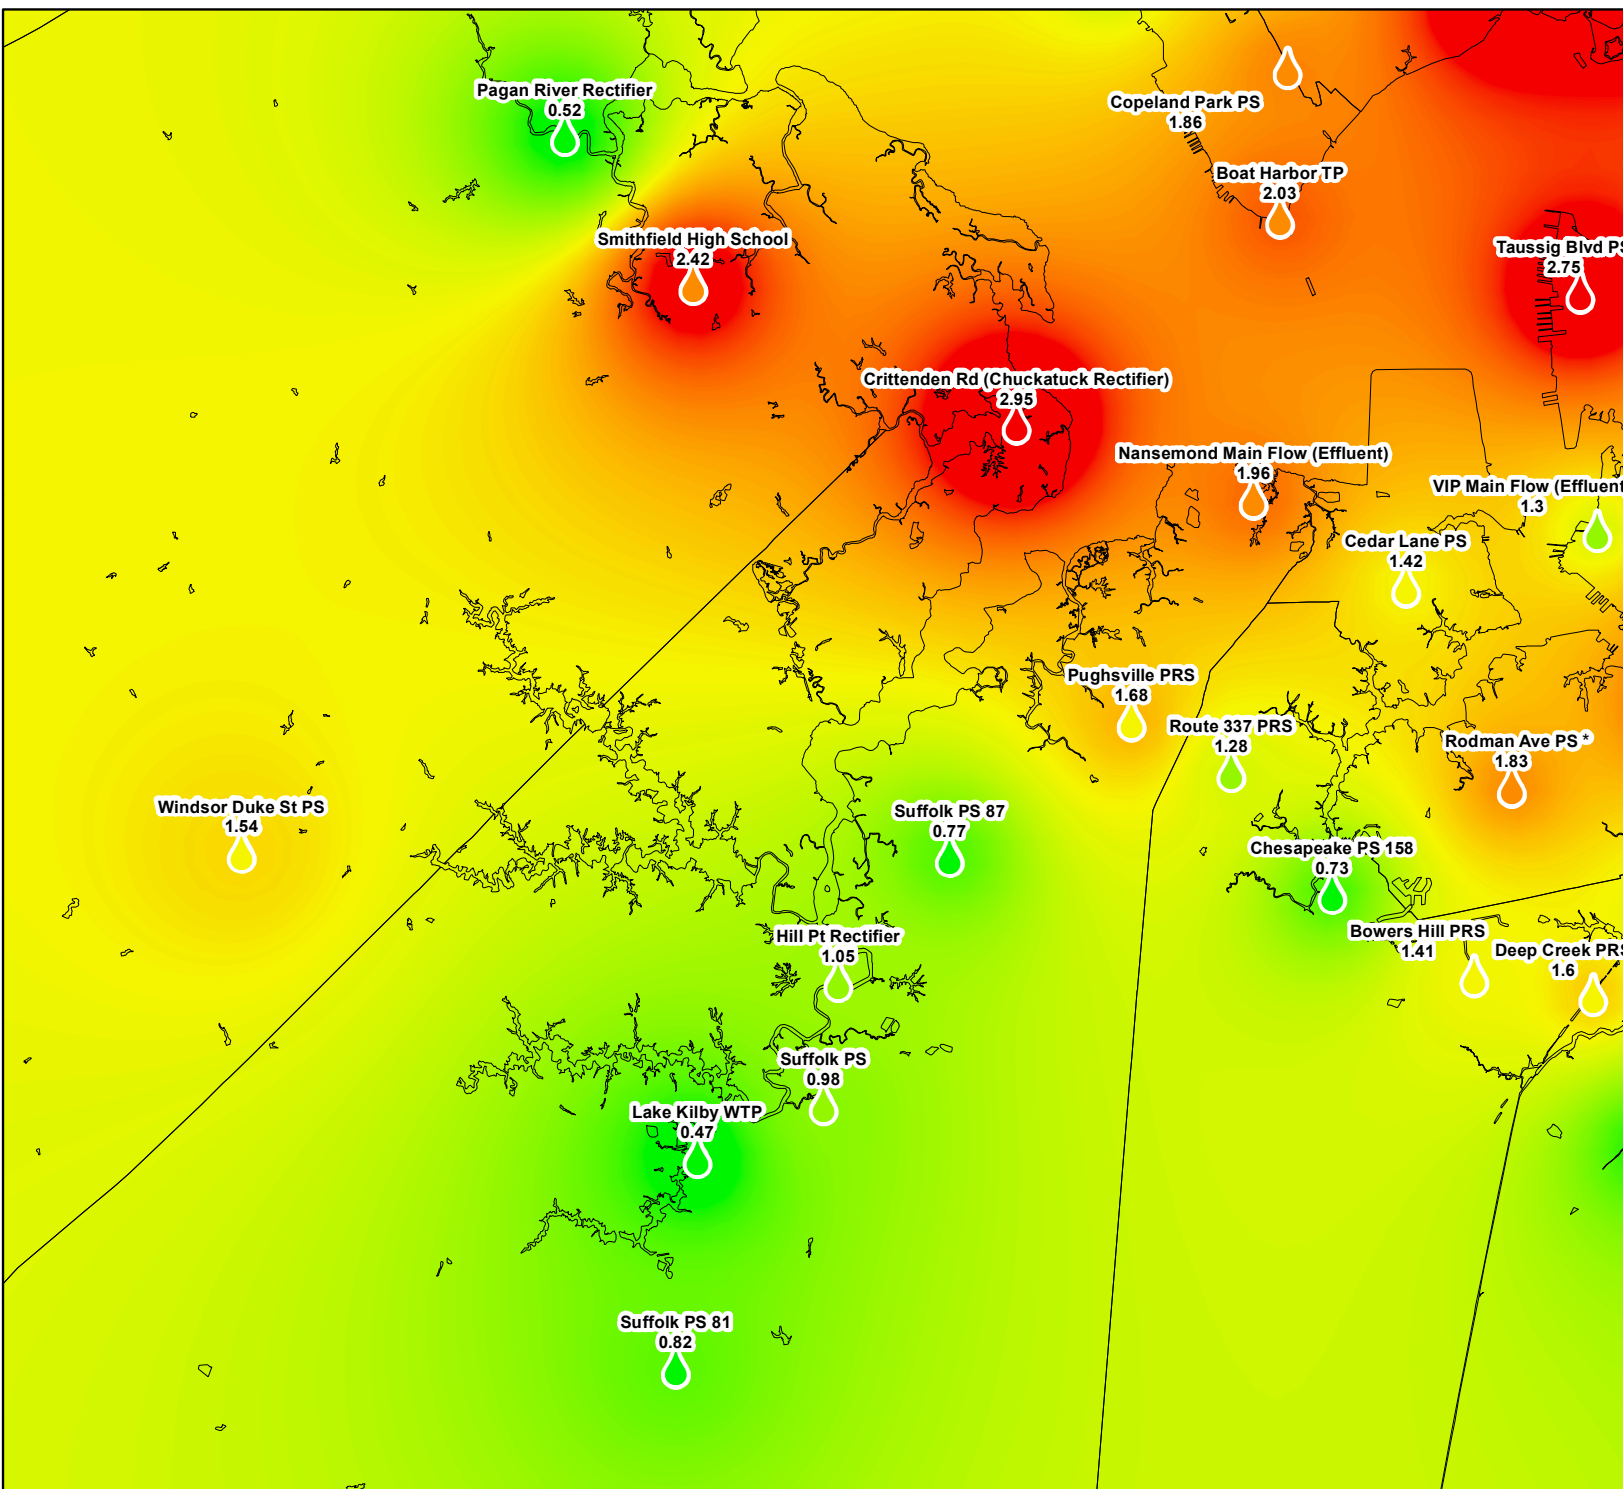 Pagan River Rectifier
0.52
Copeland Park PS
1.86
Boat Harbor TP
2.03
Smithfield High School
2.42
Taussig Blvd PS
2.75
Crittenden Rd (Chuckatuck Rectifier)
2.95
Nansemond Main Flow (Effluent)
1.96
VIP Main Flow (Effluent
1.3
Cedar Lane PS
1.42
Pughsville PRS
1.68
Route 337 PRS
1.28
Rodman Ave PS *
1.83
Windsor Duke St PS
1.54
Suffolk PS 87
0.77
Chesapeake PS 158
0.73
Hill Pt Rectifier
1.05
Bowers Hill PRS
1.41
Deep Creek PRS
1.6
Suffolk PS
0.98
Lake Kilby WTP
0.47
Suffolk PS 81
0.82